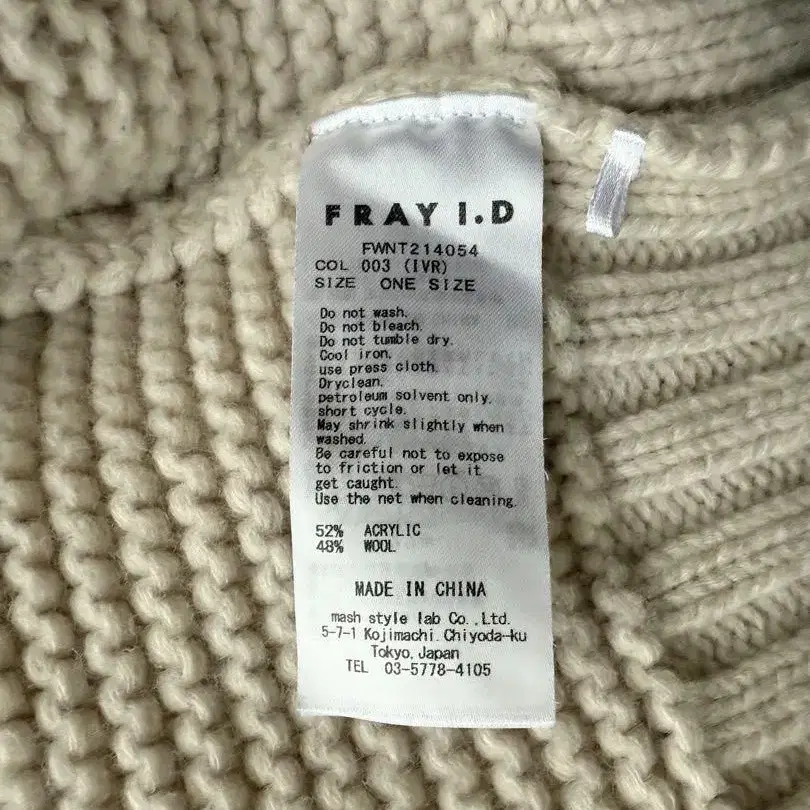 FRAY I.D
FWNT214054
COL 003 (IVR)
SIZE ONE SIZE
Do not wash.
Do not bleach.
Do not tumble dry.
Cool iron.
use press cloth.
Dryclean.
petroleum solvent only.
short cycle.
May shrink slightly when
washed.
Be careful not to expose
to friction or let it
get caught.
Use the net when cleaning.
52% ACRYLIC
48% WOOL
MADE IN CHINA
mash style lab Co.,Ltd.
5-7-1 Kojimachi.Chiyoda-ku
Tokyo,Japan
TEL 03-5778-4105